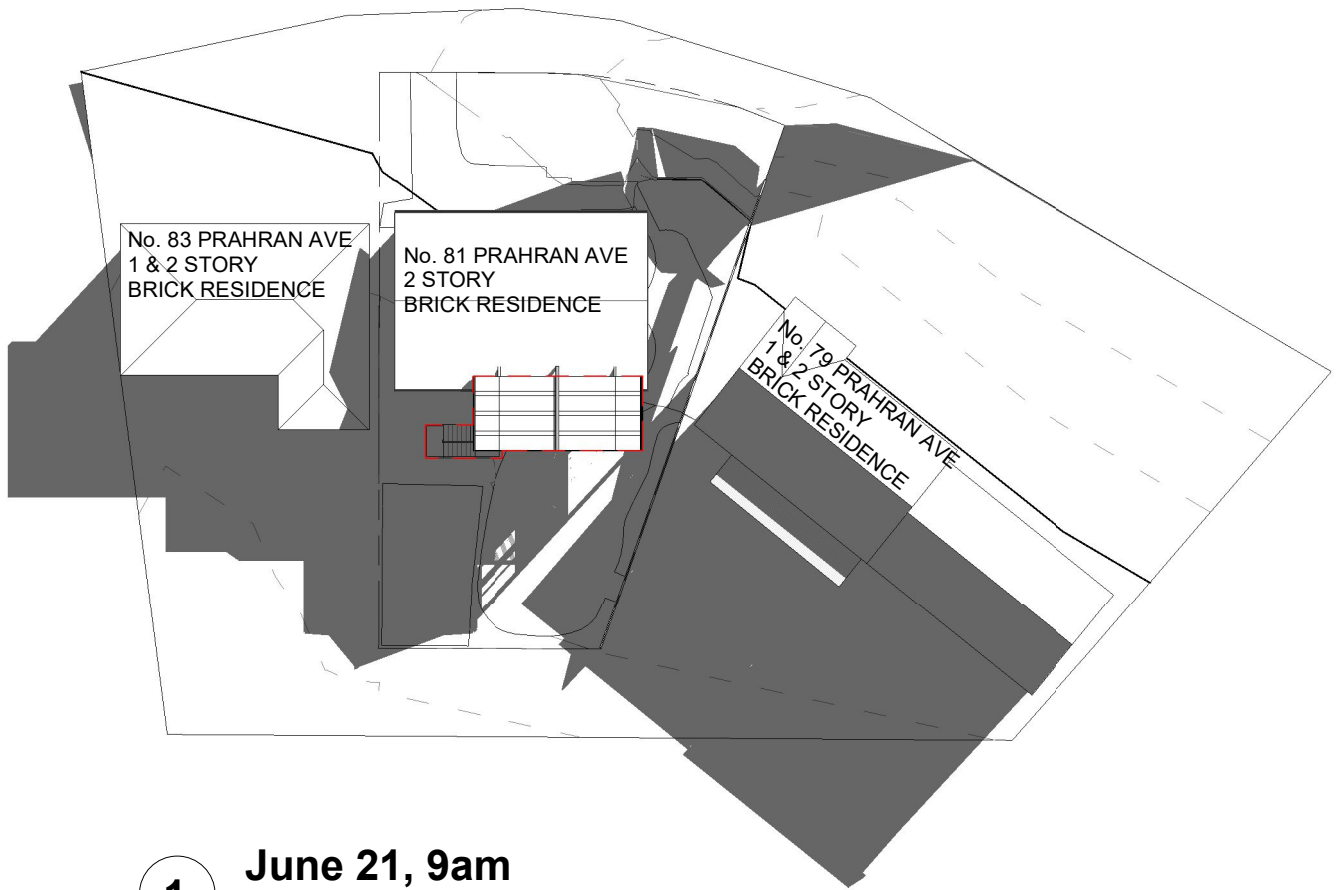 No. 83 PRAHRAN AVE
1 & 2 STORY
BRICK RESIDENCE
No. 81 PRAHRAN AVE
2 STORY
BRICK RESIDENCE
No. 79 PRAHRAN AVE
1 & 2 STORY
BRICK RESIDENCE
1
June 21, 9am